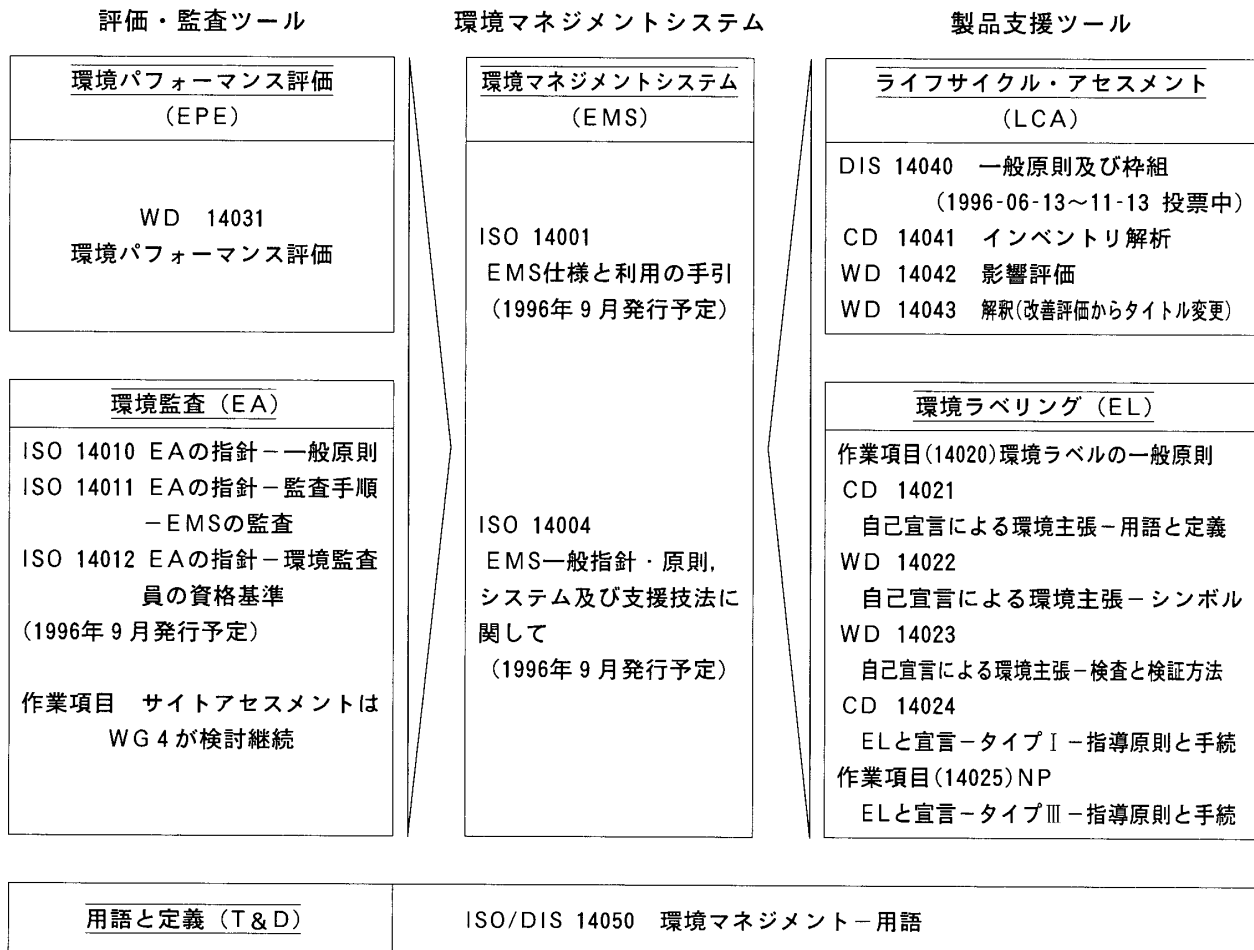 評価・監査ツール
環境パフォーマンス評価
(EPE)
WD 14031
環境パフォーマンス評価
環境監査 (EA)
ISO 14010 EAの指針－一般原則
ISO 14011 EAの指針－監査手順
－EMSの監査
ISO 14012 EAの指針－環境監査
員の資格基準
(1996年9月発行予定)
作業項目 サイトアセスメントは
WG4が検討継続
環境マネジメントシステム
環境マネジメントシステム
(EMS)
ISO 14001
EMS仕様と利用の手引
(1996年9月発行予定)
ISO 14004
EMS一般指針・原則,
システム及び支援技法に
関して
(1996年9月発行予定)
製品支援ツール
ライフサイクル・アセスメント
(LCA)
DIS 14040 一般原則及び枠組
(1996-06-13～11-13 投票中)
CD 14041 インベントリ解析
WD 14042 影響評価
WD 14043 解釈(改善評価からタイトル変更)
環境ラベリング (EL)
作業項目(14020)環境ラベルの一般原則
CD 14021
自己宣言による環境主張－用語と定義
WD 14022
自己宣言による環境主張－シンボル
WD 14023
自己宣言による環境主張－検査と検証方法
CD 14024
ELと宣言－タイプⅠ－指導原則と手続
作業項目(14025)NP
ELと宣言－タイプⅢ－指導原則と手続
用語と定義 (T&D)
ISO/DIS 14050 環境マネジメント－用語